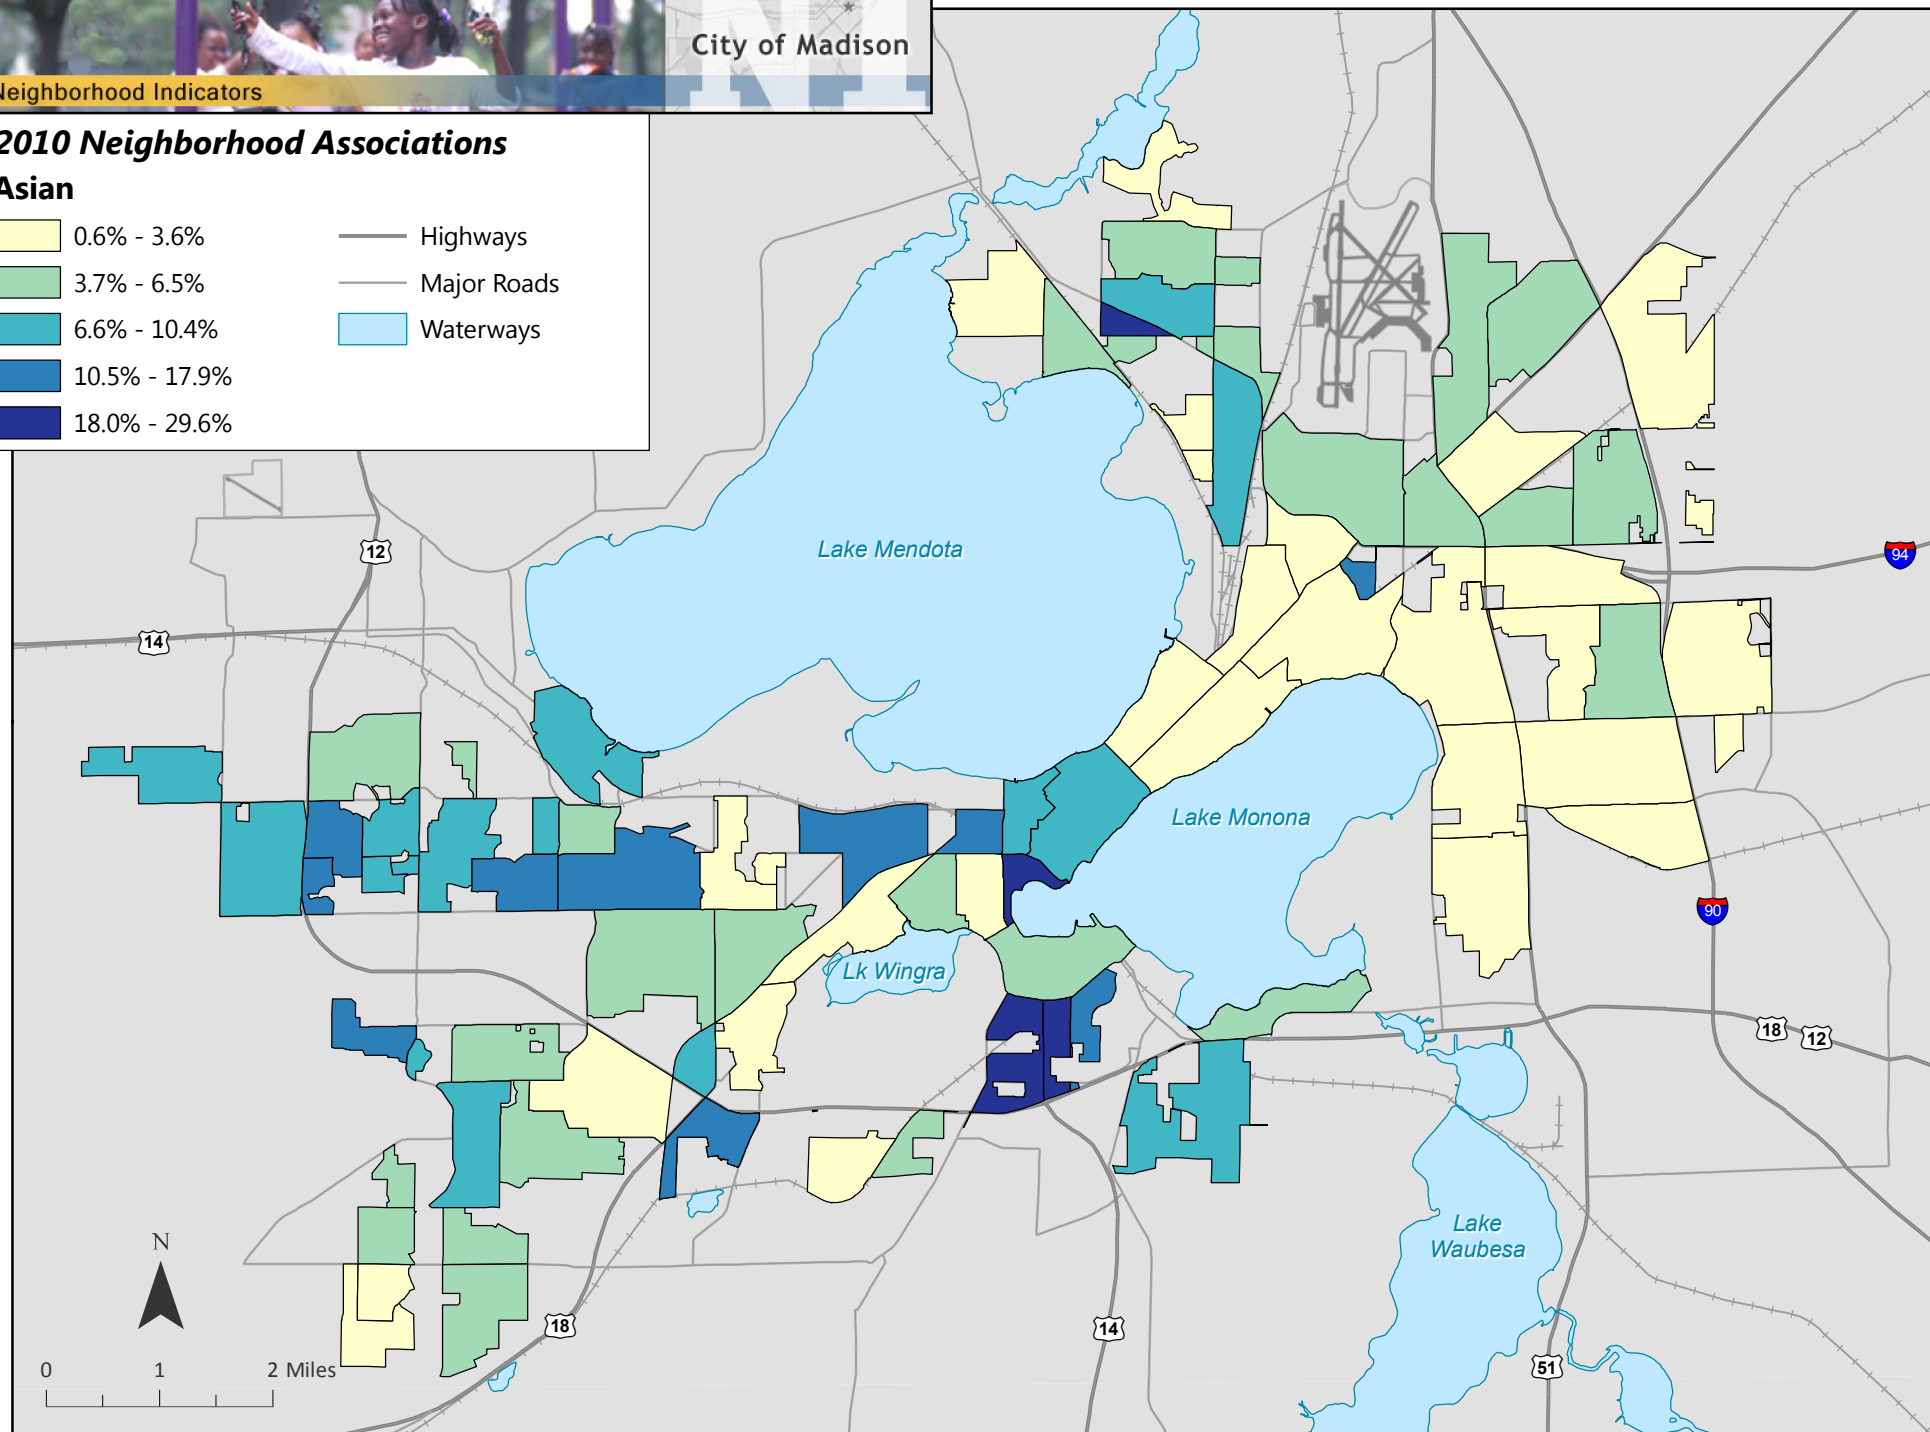 City of Madison
Neighborhood Indicators
2010 Neighborhood Associations
Asian
0.6% - 3.6%
3.7% - 6.5%
6.6% - 10.4%
10.5% - 17.9%
18.0% - 29.6%
Highways
Major Roads
Waterways
12
14
Lake Mendota
94
Lake Monona
90
Lk Wingra
18
12
Lake
Waubesa
N
18
14
51
0 1 2 Miles